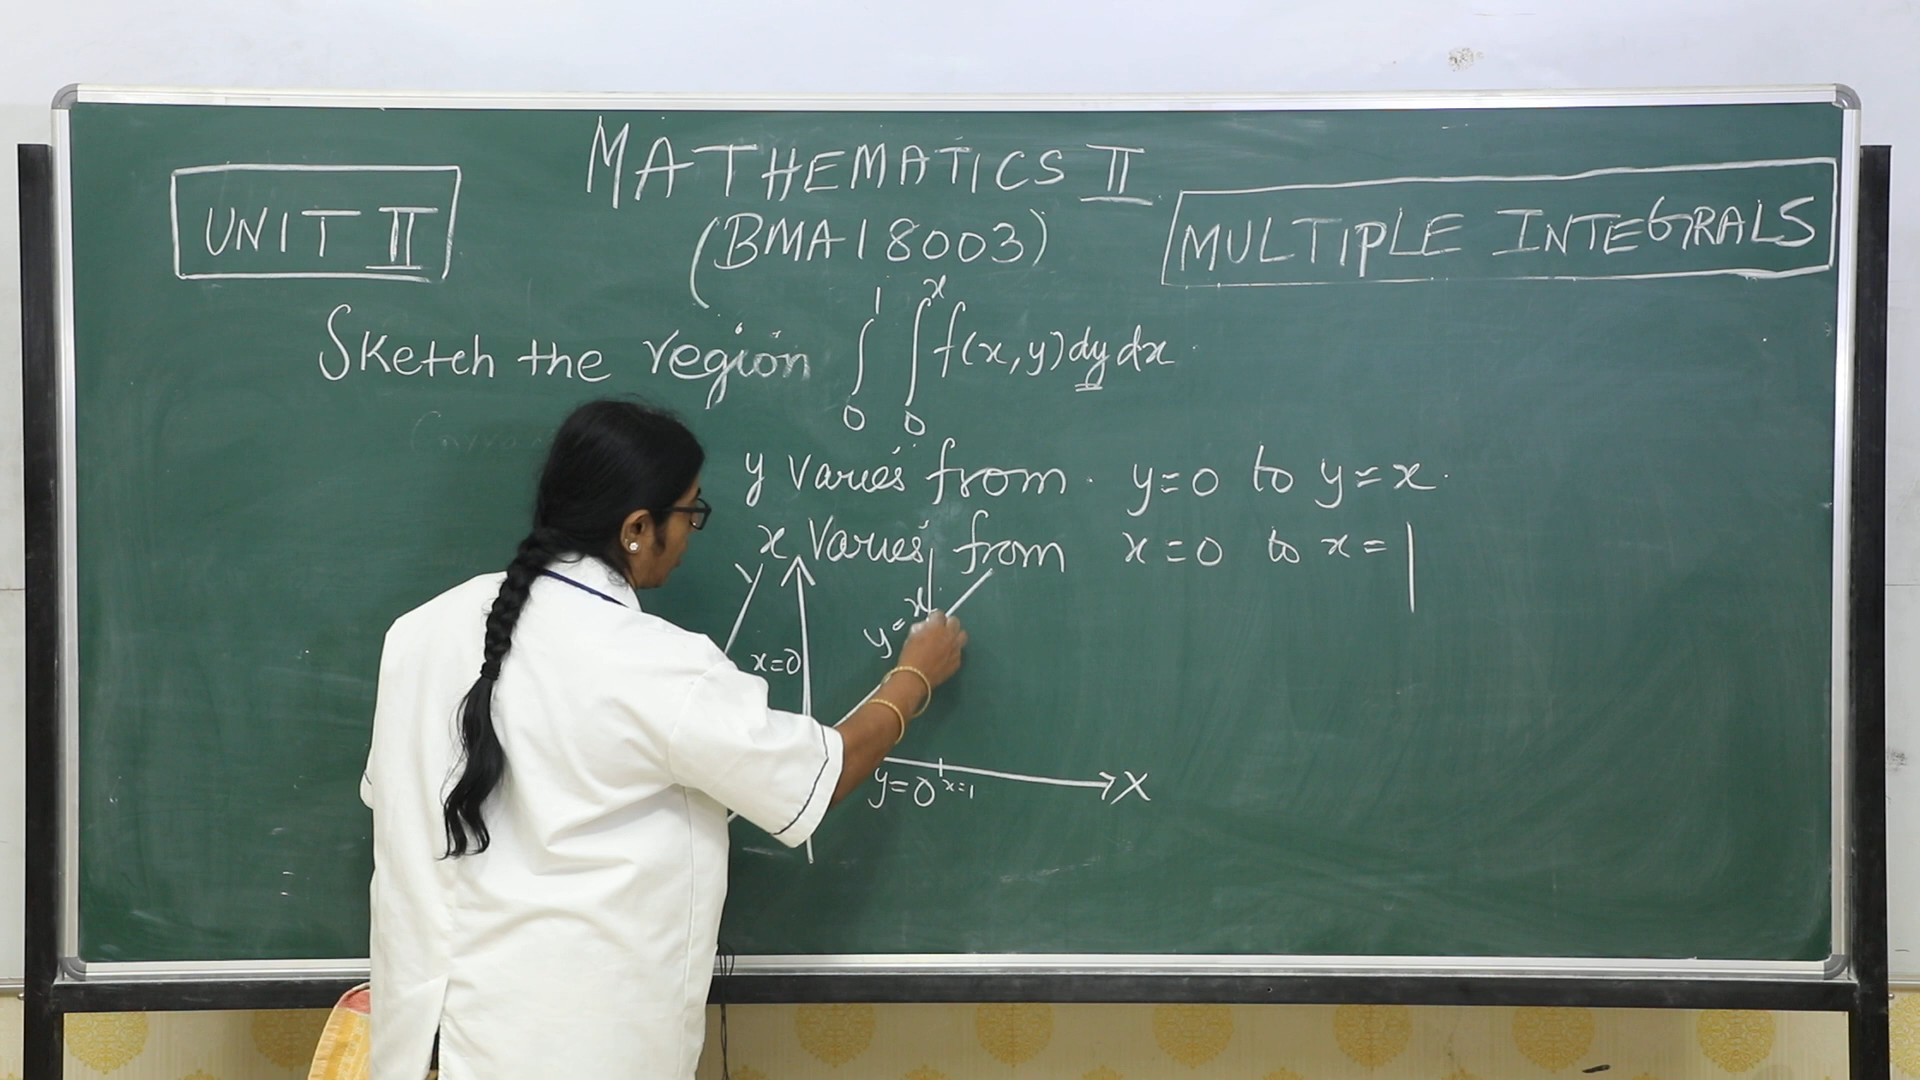 MATHEMATICS II
UNIT II
(BMA18003)
MULTIPLE INTEGRALS
Sketch the region ∫₀¹ ∫₀ˣ f(x,y) dy dx
y varies from y=0 to y=x.
x varies from x=0 to x=1
Y
y=x
x=0
y=0
x=1
X